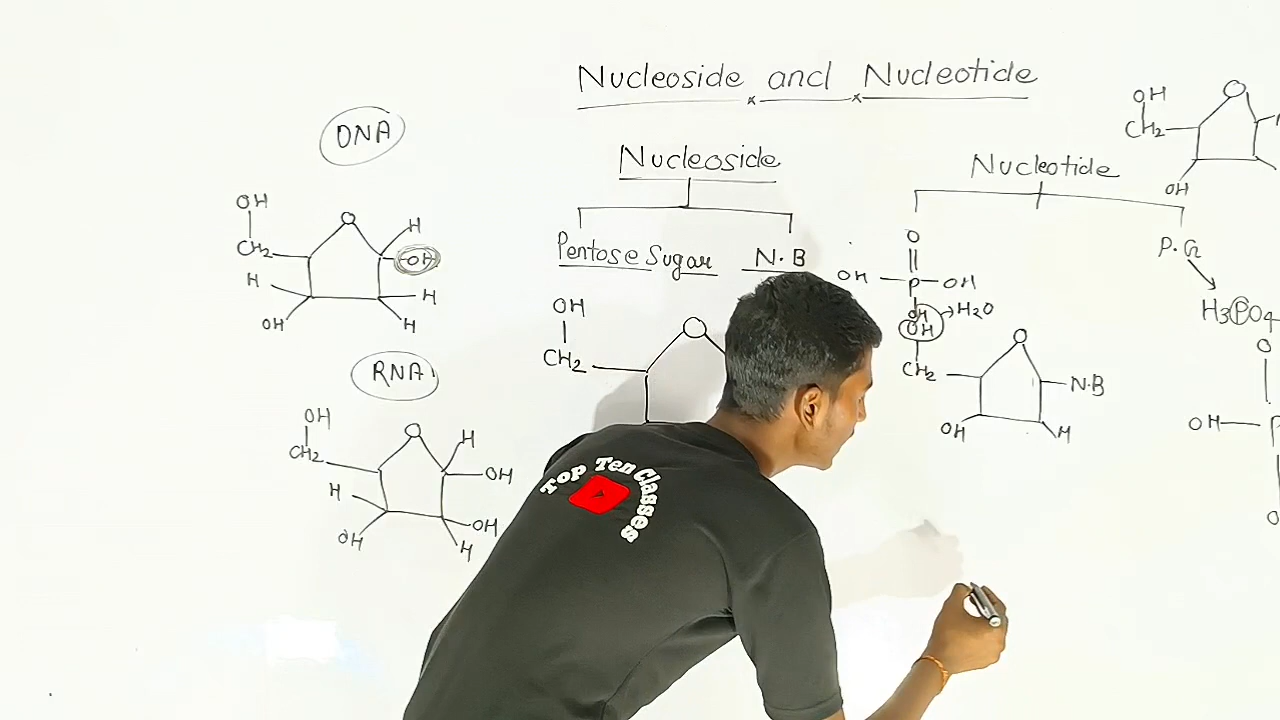 Nucleoside and Nucleotide
DNA
OH
CH2
O
H
OH
H
OH
H
H
RNA
OH
CH2
O
H
OH
H
OH
OH
H
Nucleoside
Pentose Sugar N.B
OH
CH2
O
Nucleotide
O
OH P OH
OH
OH → H2O
CH2
O
N.B
OH
H
P.G
H3PO4
O
OH
OH
CH2
O
OH
Top Ten Classes